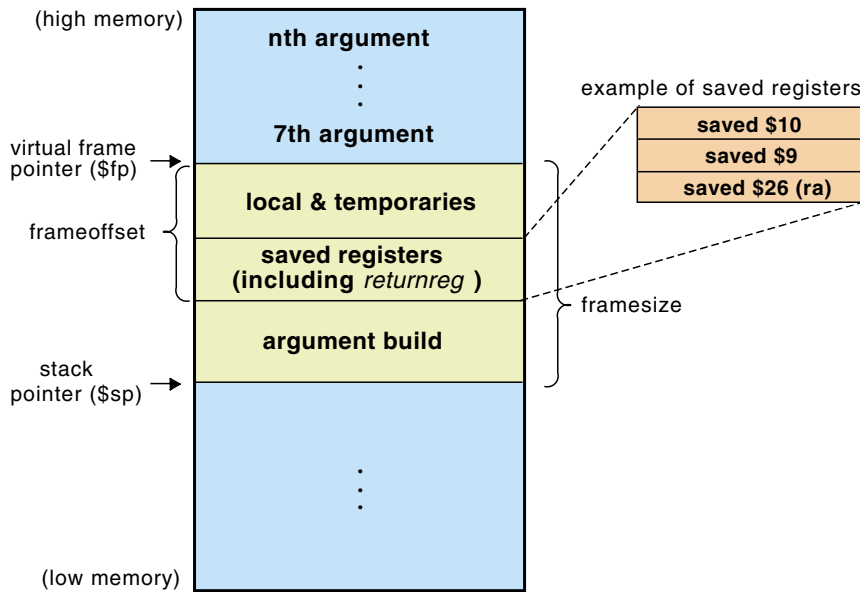 (high memory)
nth argument
7th argument
virtual frame
pointer ($fp)
frameoffset
local & temporaries
saved registers
(including returnreg )
argument build
stack
pointer ($sp)
framesize
example of saved registers
saved $10
saved $9
saved $26 (ra)
(low memory)